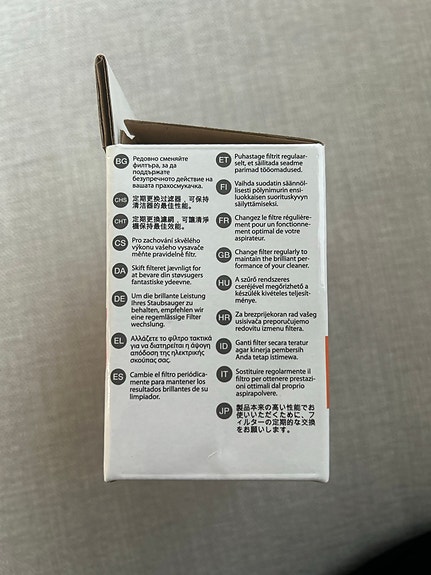 BG Редовно сменяйте
филтъра, за да
поддържате
безупречното действие на
вашата прахосмукачка.
CHS 定期更换过滤器，可保持
清洁器的最佳性能。
CHT 定期更換濾網，可讓清淨
機保持最佳效能。
CS Pro zachování skvělého
výkonu vašeho vysavače
měňte pravidelně filtr.
DA Skift filteret jævnligt for
at bevare din støvsugers
fantastiske ydeevne.
DE Um die brillante Leistung
Ihres Staubsauger zu
behalten, empfehlen wir
eine regemlässige Filter
wechslung.
EL Αλλάζετε το φίλτρο τακτικά
για να διατηρείται η άψογη
απόδοση της ηλεκτρικής
σκούπας σας.
ES Cambie el filtro periódica-
mente para mantener los
resultados brillantes de su
limpiador.
ET Puhastage filtrit regulaar-
selt, et säilitada seadme
parimad töömadused.
FI Vaihda suodatin säännöl-
lisesti pölynimurin ensi-
luokkaisen suorituskyvyn
säilyttämiseksi.
FR Changez le filtre régulière-
ment pour un fonctionne-
ment optimal de votre
aspirateur.
GB Change filter regularly to
maintain the brilliant per-
formance of your cleaner.
HU A szűrő rendszeres
cseréjével megőrizhető a
készülék kivételes teljesít-
ménye.
HR Za besprijekoran rad vašeg
usisivača preporučujemo
redovitu izmenu filtera.
ID Ganti filter secara teratur
agar kinerja pembersih
Anda tetap istimewa.
IT Sostituire regolarmente il
filtro per ottenere prestazi-
oni ottimali dal proprio
aspirapolvere.
JP 製品本来の高い性能でお
使いいただくために、フ
ィルターの定期的な交換
をお願いします。